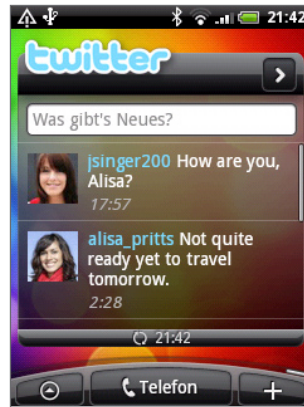 21:42
twitter
Was gibt's Neues?
jsinger200 How are you,
Alisa?
17:57
alisa_pritts Not quite
ready yet to travel
tomorrow.
2:28
21:42
Telefon